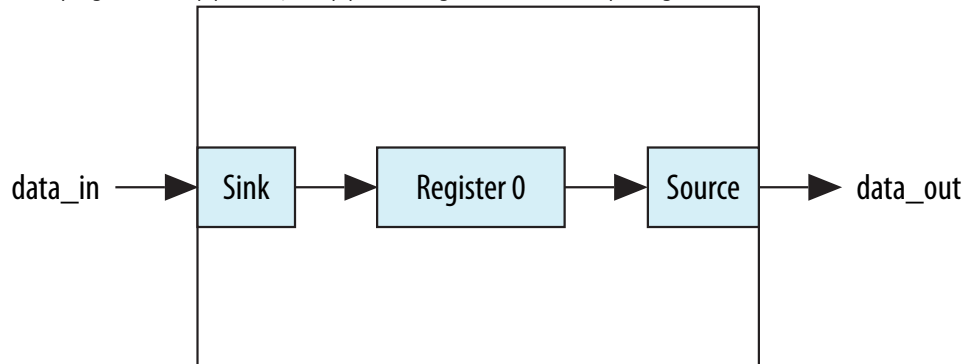 data_in
Sink
Register 0
Source
data_out